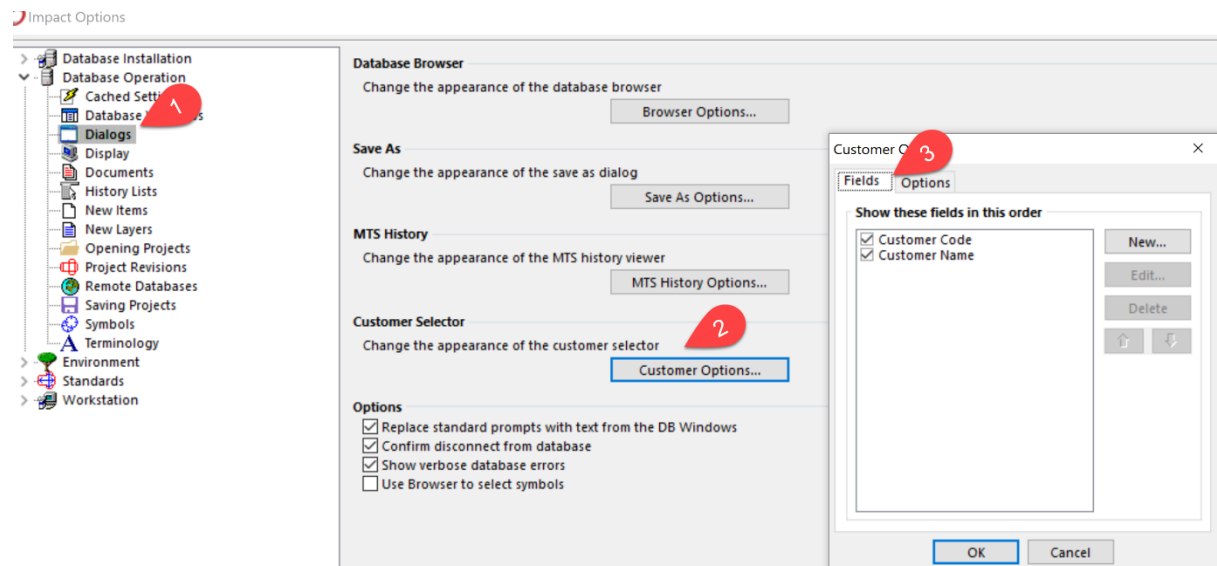 Impact Options
Database Installation
Database Operation
Cached Sett
Database
Dialogs
Display
Documents
History Lists
New Items
New Layers
Opening Projects
Project Revisions
Remote Databases
Saving Projects
Symbols
Terminology
Environment
Standards
Workstation
1
Database Browser
Change the appearance of the database browser
Browser Options...
Save As
Change the appearance of the save as dialog
Save As Options...
MTS History
Change the appearance of the MTS history viewer
MTS History Options...
Customer Selector
2
Change the appearance of the customer selector
Customer Options...
Options
Replace standard prompts with text from the DB Windows
Confirm disconnect from database
Show verbose database errors
Use Browser to select symbols
Customer O
3
Fields Options
Show these fields in this order
Customer Code
Customer Name
New...
Edit...
Delete
OK Cancel